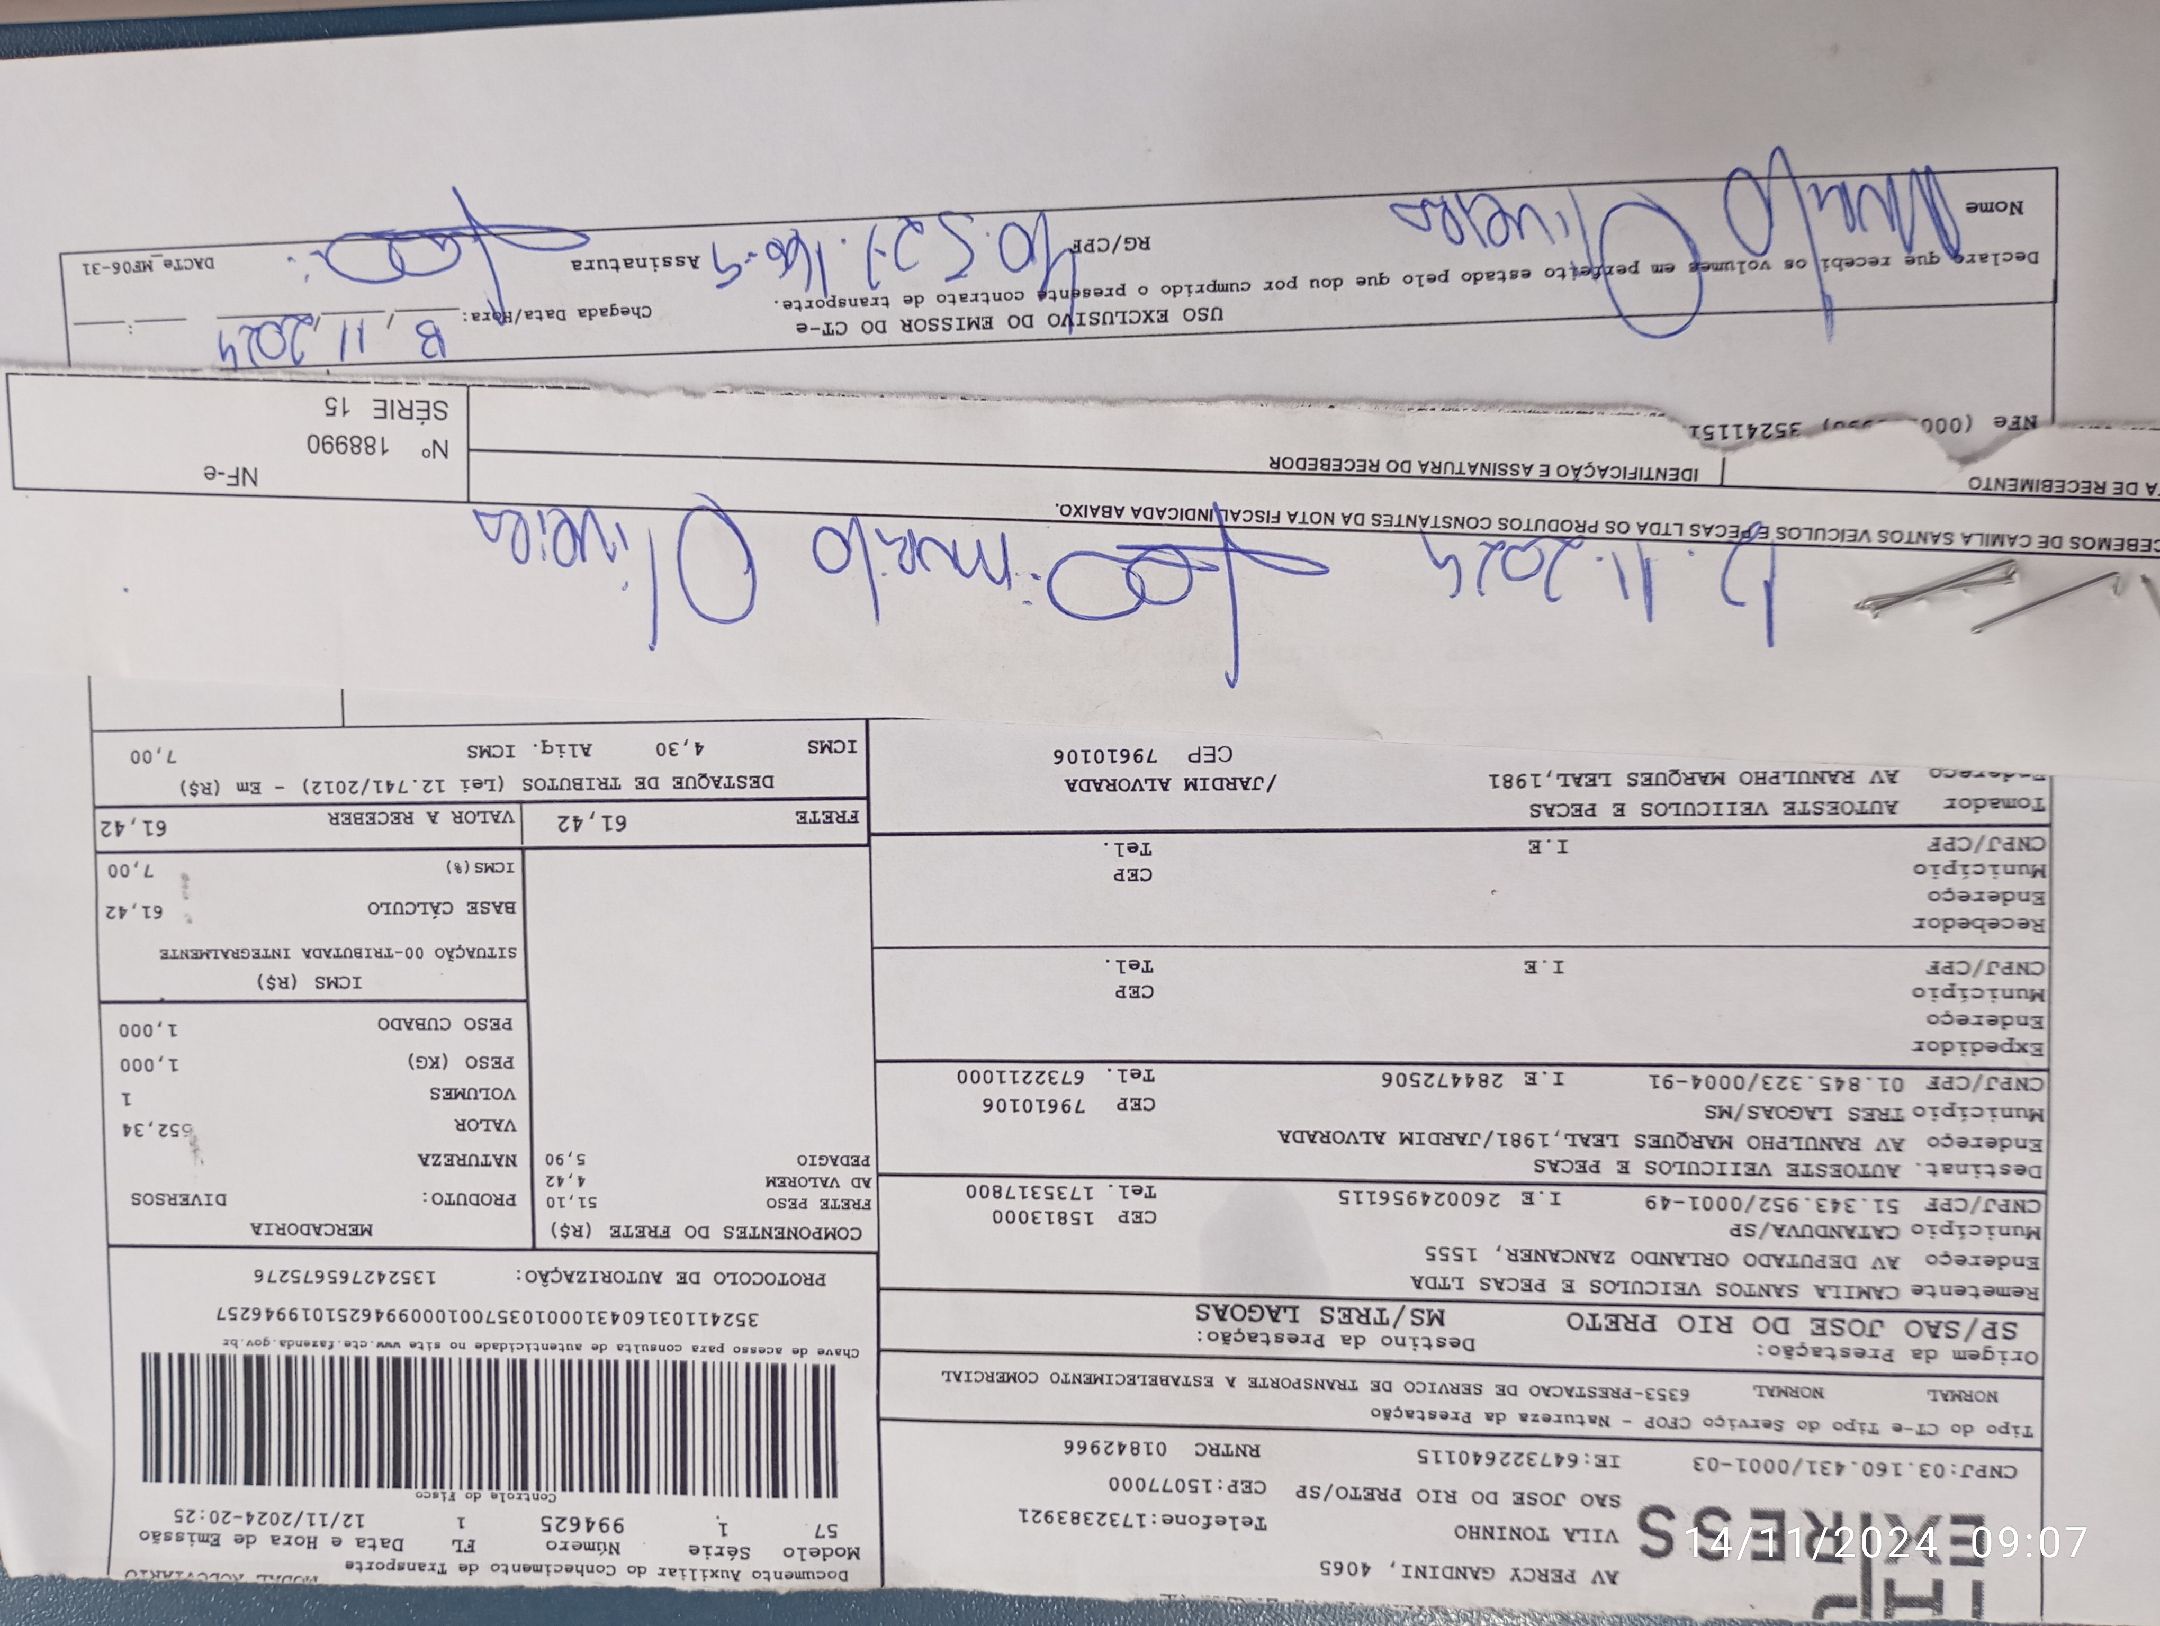 EXPRESS
AV PERCY GANDINI, 4065
VILA TONINHO
Telefone:1732383921
SAO JOSE DO RIO PRETO/SP CEP:15077000
CNPJ:03.160.431/0001-03 IE:647322640115 RNTRC 01842966
Documento Auxiliar do Conhecimento de Transporte
Modelo Série Número FL Data e Hora de Emissão
57 1 994625 1 12/11/2024-20:25
Controle do Fisco
Tipo do CT-e Tipo do Serviço CFOP - Natureza da Prestação
NORMAL NORMAL 6353-PRESTACAO DE SERVICO DE TRANSPORTE A ESTABELECIMENTO COMERCIAL
Chave de acesso para consulta de autenticidade no site www.cte.fazenda.gov.br
35241103160431000103570010009946251019946257
PROTOCOLO DE AUTORIZAÇÃO: 135242765675276
Origem da Prestação: Destino da Prestação:
SP/SAO JOSE DO RIO PRETO MS/TRES LAGOAS
Remetente CAMILA SANTOS VEICULOS E PECAS LTDA
Endereço AV DEPUTADO ORLANDO ZANCANER, 1555
Município CATANDUVA/SP CEP 15813000
CNPJ/CPF 51.343.952/0001-49 I.E 260024956115 Tel. 1735317800
Destinat. AUTOESTE VEIICULOS E PECAS
Endereço AV RANULPHO MARQUES LEAL,1981/JARDIM ALVORADA
Município TRES LAGOAS/MS CEP 79610106
CNPJ/CPF 01.845.323/0004-91 I.E 284472506 Tel. 6732211000
Expedidor
Endereço
Município CEP
CNPJ/CPF I.E Tel.
Recebedor
Endereço
Município CEP
CNPJ/CPF I.E Tel.
Tomador AUTOESTE VEIICULOS E PECAS
Endereço AV RANULPHO MARQUES LEAL,1981 /JARDIM ALVORADA
CEP 79610106
COMPONENTES DO FRETE (R$)
FRETE PESO 51,10
AD VALOREM 4,42
PEDAGIO 5,90
MERCADORIA
PRODUTO: DIVERSOS
NATUREZA
VALOR 652,34
VOLUMES 1
PESO (KG) 1,000
PESO CUBADO 1,000
ICMS (R$)
SITUAÇÃO 00-TRIBUTADA INTEGRALMENTE
BASE CÁLCULO 61,42
ICMS(%) 7,00
FRETE 61,42 VALOR A RECEBER 61,42
DESTAQUE DE TRIBUTOS (Lei 12.741/2012) - Em (R$)
ICMS 4,30 Aliq. ICMS 7,00
Murilo Oliveira
CEBEMOS DE CAMILA SANTOS VEICULOS E PECAS LTDA OS PRODUTOS CONSTANTES DA NOTA FISCAL INDICADA ABAIXO.
TA DE RECEBIMENTO IDENTIFICAÇÃO E ASSINATURA DO RECEBEDOR
NF-e
Nº 188990
SÉRIE 15
NFe (000 35241151
USO EXCLUSIVO DO EMISSOR DO CT-e
Chegada Data/Hora: 13, 11, 2024
Declaro que recebi os volumes em perfeito estado pelo que dou por cumprido o presente contrato de transporte.
Nome Murilo Oliveira RG/CPF 40.527.166-9 Assinatura
DACTe_MF06-31
14/11/2024 09:07